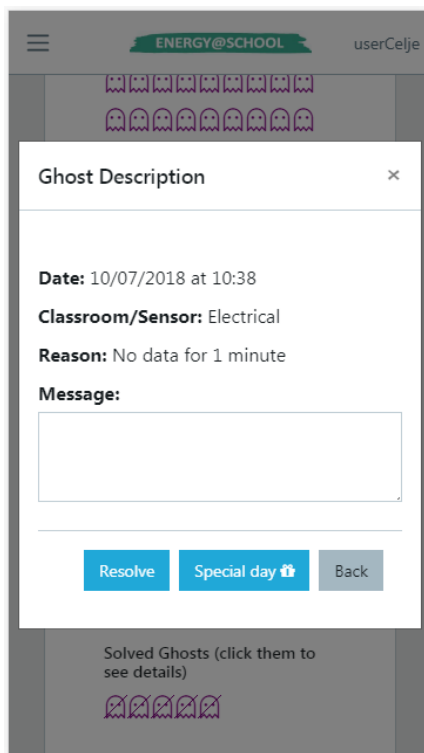 ENERGY@SCHOOL
userCelje
Ghost Description
×
Date: 10/07/2018 at 10:38
Classroom/Sensor: Electrical
Reason: No data for 1 minute
Message:
Resolve Special day Back
Solved Ghosts (click them to
see details)